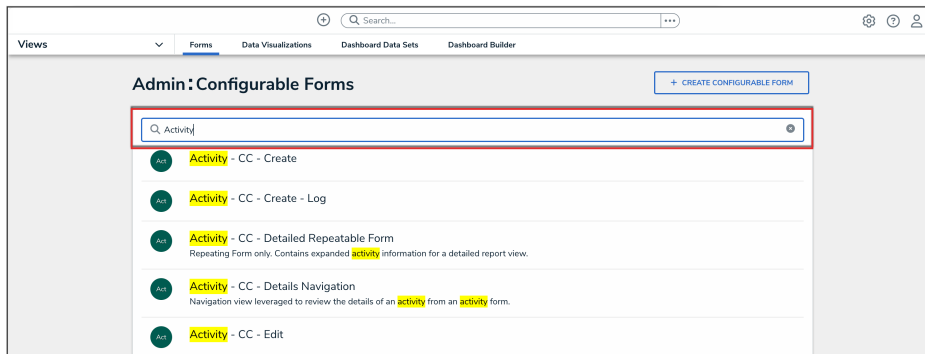 Search...
Views
Forms Data Visualizations Dashboard Data Sets Dashboard Builder
Admin:Configurable Forms
+ CREATE CONFIGURABLE FORM
Activity
Act
Activity - CC - Create
Act
Activity - CC - Create - Log
Act
Activity - CC - Detailed Repeatable Form
Repeating Form only. Contains expanded activity information for a detailed report view.
Act
Activity - CC - Details Navigation
Navigation view leveraged to review the details of an activity from an activity form.
Act
Activity - CC - Edit